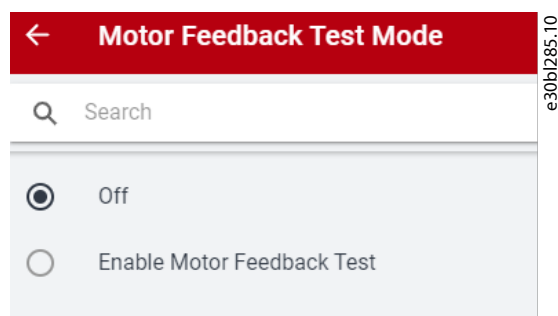 Motor Feedback Test Mode
Search
Off
Enable Motor Feedback Test
e30bl285.10